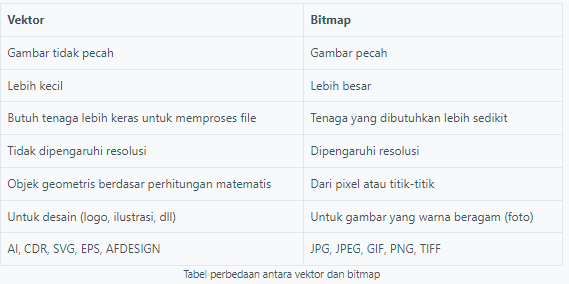 Vektor Bitmap
Gambar tidak pecah Gambar pecah
Lebih kecil Lebih besar
Butuh tenaga lebih keras untuk memproses file Tenaga yang dibutuhkan lebih sedikit
Tidak dipengaruhi resolusi Dipengaruhi resolusi
Objek geometris berdasar perhitungan matematis Dari pixel atau titik-titik
Untuk desain (logo, ilustrasi, dll) Untuk gambar yang warna beragam (foto)
AI, CDR, SVG, EPS, AFDESIGN JPG, JPEG, GIF, PNG, TIFF
Tabel perbedaan antara vektor dan bitmap